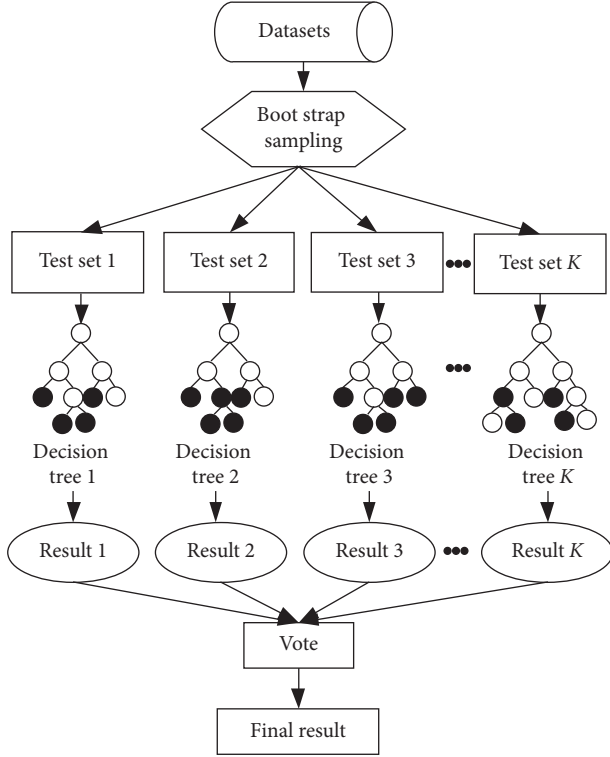 Datasets
Boot strap
sampling
Test set 1
Test set 2
Test set 3
Test set K
Decision
tree 1
Decision
tree 2
Decision
tree 3
Decision
tree K
Result 1
Result 2
Result 3
Result K
Vote
Final result